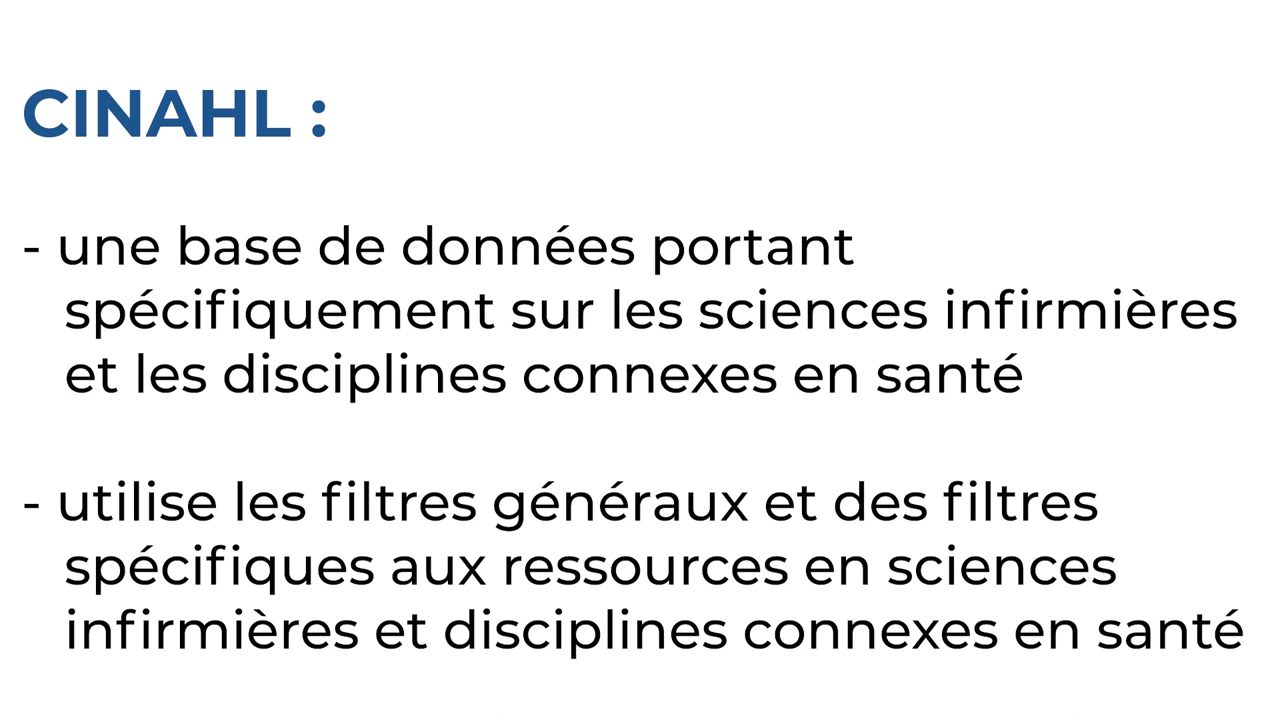 CINAHL :
- une base de données portant
spécifiquement sur les sciences infirmières
et les disciplines connexes en santé
- utilise les filtres généraux et des filtres
spécifiques aux ressources en sciences
infirmières et disciplines connexes en santé